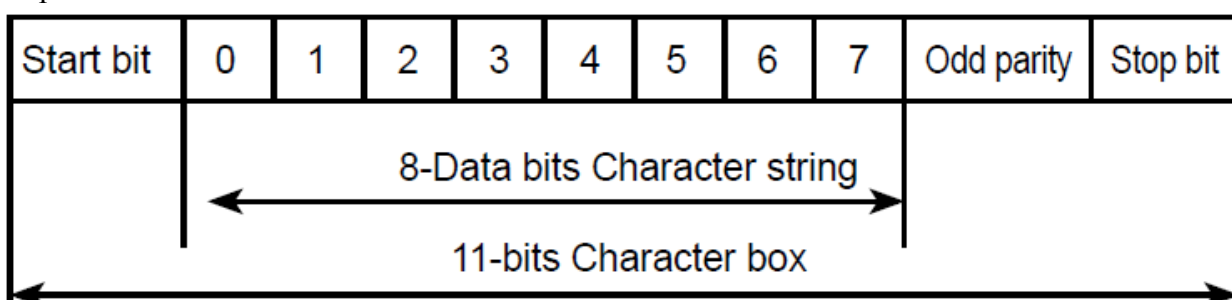 Start bit 0 1 2 3 4 5 6 7 Odd parity Stop bit
8-Data bits Character string
11-bits Character box